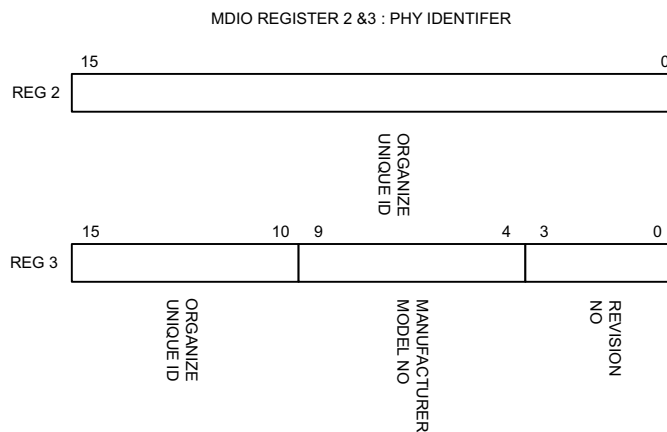 MDIO REGISTER 2 &3 : PHY IDENTIFER
15 0
REG 2
ORGANIZE
UNIQUE ID
15 10 9 4 3 0
REG 3
ORGANIZE
UNIQUE ID
MANUFACTURER
MODEL NO
REVISION
NO